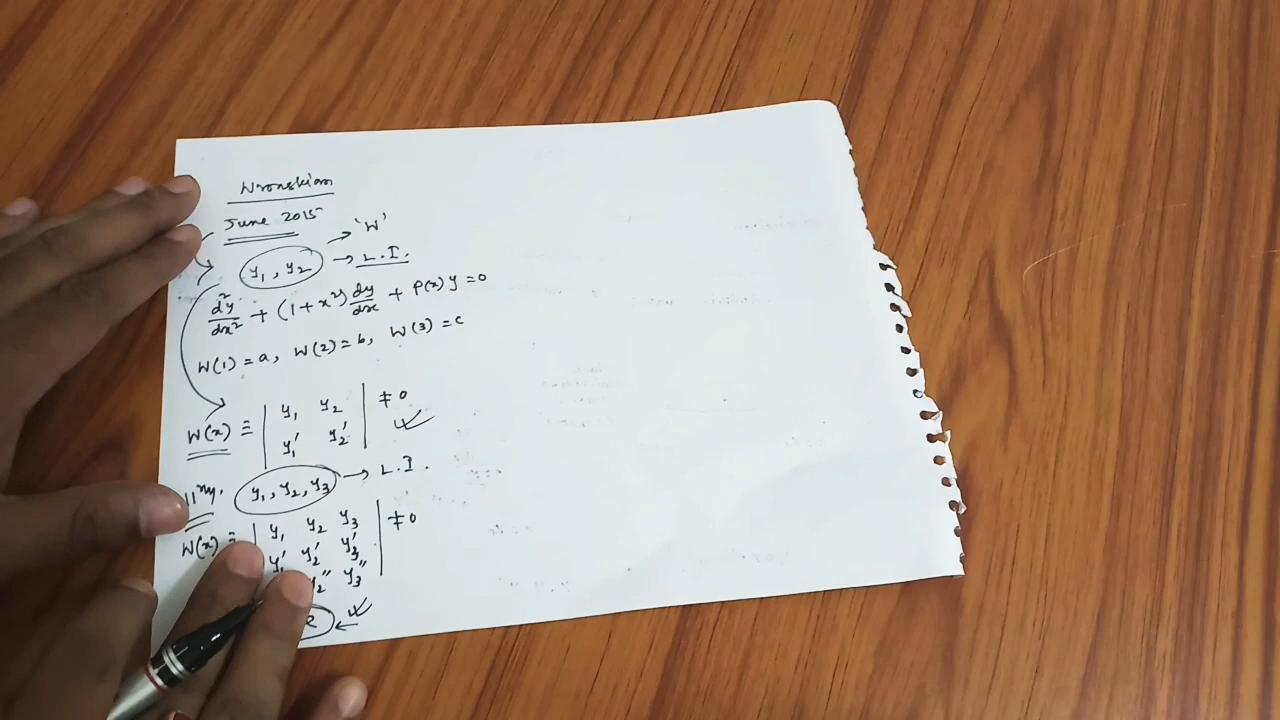 Wronskian
June 2015
y₁, y₂ → 'W'
→ L.I.
d²y/dx² + (1+x²) dy/dx + P(x) y = 0
W(1) = a, W(2) = b, W(3) = c
W(x) ≡ | y₁ y₂ | ≠ 0
y₁' y₂'
||ly. y₁, y₂, y₃ → L.I.
W(x) ≡ | y₁ y₂ y₃ | ≠ 0
y₁' y₂' y₃'
y₂'' y₃''